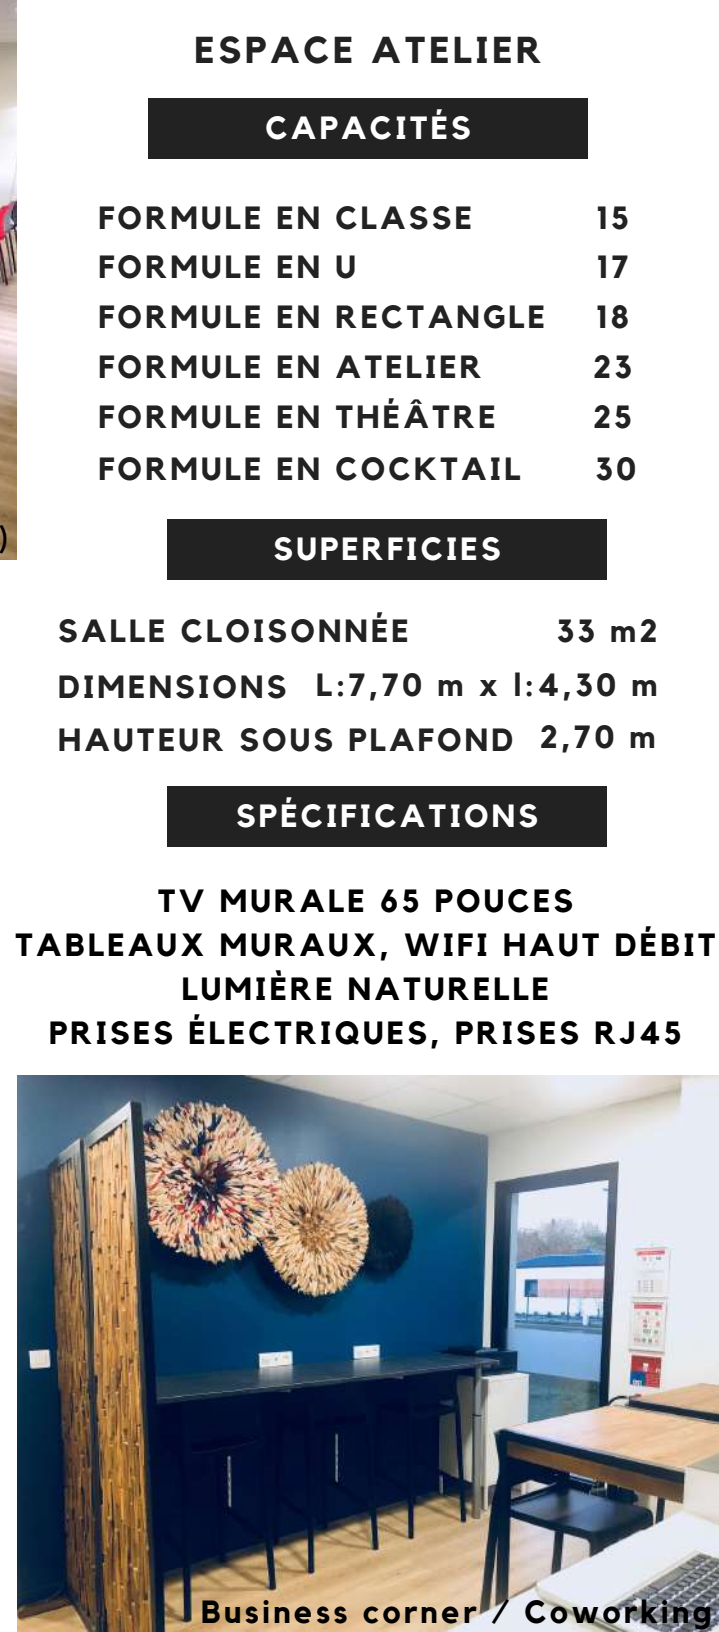 ESPACE ATELIER
CAPACITÉS
FORMULE EN CLASSE 15
FORMULE EN U 17
FORMULE EN RECTANGLE 18
FORMULE EN ATELIER 23
FORMULE EN THÉÂTRE 25
FORMULE EN COCKTAIL 30
)
SUPERFICIES
SALLE CLOISONNÉE 33 m2
DIMENSIONS L:7,70 m x l:4,30 m
HAUTEUR SOUS PLAFOND 2,70 m
SPÉCIFICATIONS
TV MURALE 65 POUCES
TABLEAUX MURAUX, WIFI HAUT DÉBIT
LUMIÈRE NATURELLE
PRISES ÉLECTRIQUES, PRISES RJ45
Business corner / Coworking